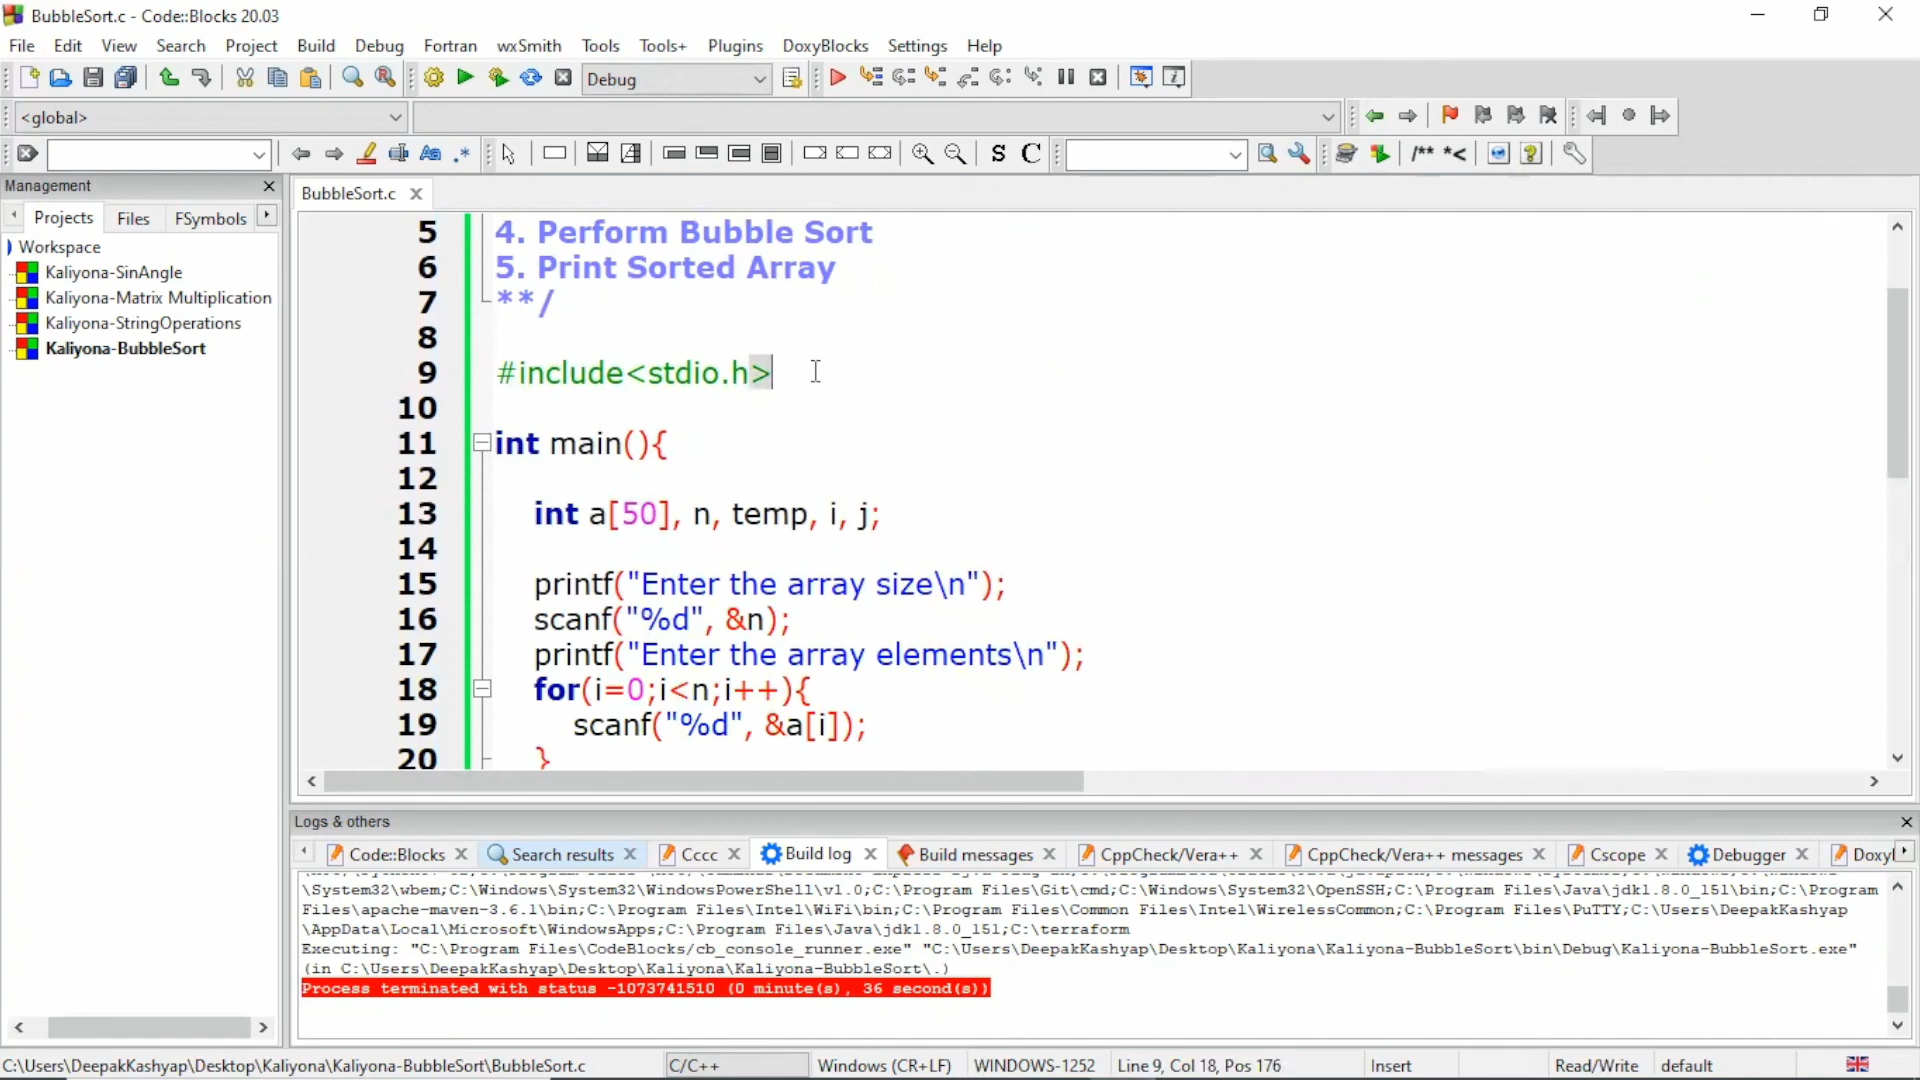 BubbleSort.c - Code::Blocks 20.03
File Edit View Search Project Build Debug Fortran wxSmith Tools Tools+ Plugins DoxyBlocks Settings Help
Debug
<global>
Management
Projects Files FSymbols
Workspace
Kaliyona-SinAngle
Kaliyona-Matrix Multiplication
Kaliyona-StringOperations
Kaliyona-BubbleSort
BubbleSort.c
5 4. Perform Bubble Sort
6 5. Print Sorted Array
7 **/
8
9 #include<stdio.h>
10
11 int main(){
12
13 int a[50], n, temp, i, j;
14
15 printf("Enter the array size\n");
16 scanf("%d", &n);
17 printf("Enter the array elements\n");
18 for(i=0;i<n;i++){
19 scanf("%d", &a[i]);
20 }
Logs & others
Code::Blocks Search results Cccc Build log Build messages CppCheck/Vera++ CppCheck/Vera++ messages Cscope Debugger Doxyl
\System32\wbem;C:\Windows\System32\WindowsPowerShell\v1.0;C:\Program Files\Git\cmd;C:\Windows\System32\OpenSSH;C:\Program Files\Java\jdk1.8.0_151\bin;C:\Program
Files\apache-maven-3.6.1\bin;C:\Program Files\Intel\WiFi\bin;C:\Program Files\Common Files\Intel\WirelessCommon;C:\Program Files\PuTTY;C:\Users\DeepakKashyap
\AppData\Local\Microsoft\WindowsApps;C:\Program Files\Java\jdk1.8.0_151;C:\terraform
Executing: "C:\Program Files\CodeBlocks/cb_console_runner.exe" "C:\Users\DeepakKashyap\Desktop\Kaliyona\Kaliyona-BubbleSort\bin\Debug\Kaliyona-BubbleSort.exe"
(in C:\Users\DeepakKashyap\Desktop\Kaliyona\Kaliyona-BubbleSort\.)
Process terminated with status -1073741510 (0 minute(s), 36 second(s))
C:\Users\DeepakKashyap\Desktop\Kaliyona\Kaliyona-BubbleSort\BubbleSort.c C/C++ Windows (CR+LF) WINDOWS-1252 Line 9, Col 18, Pos 176 Insert Read/Write default